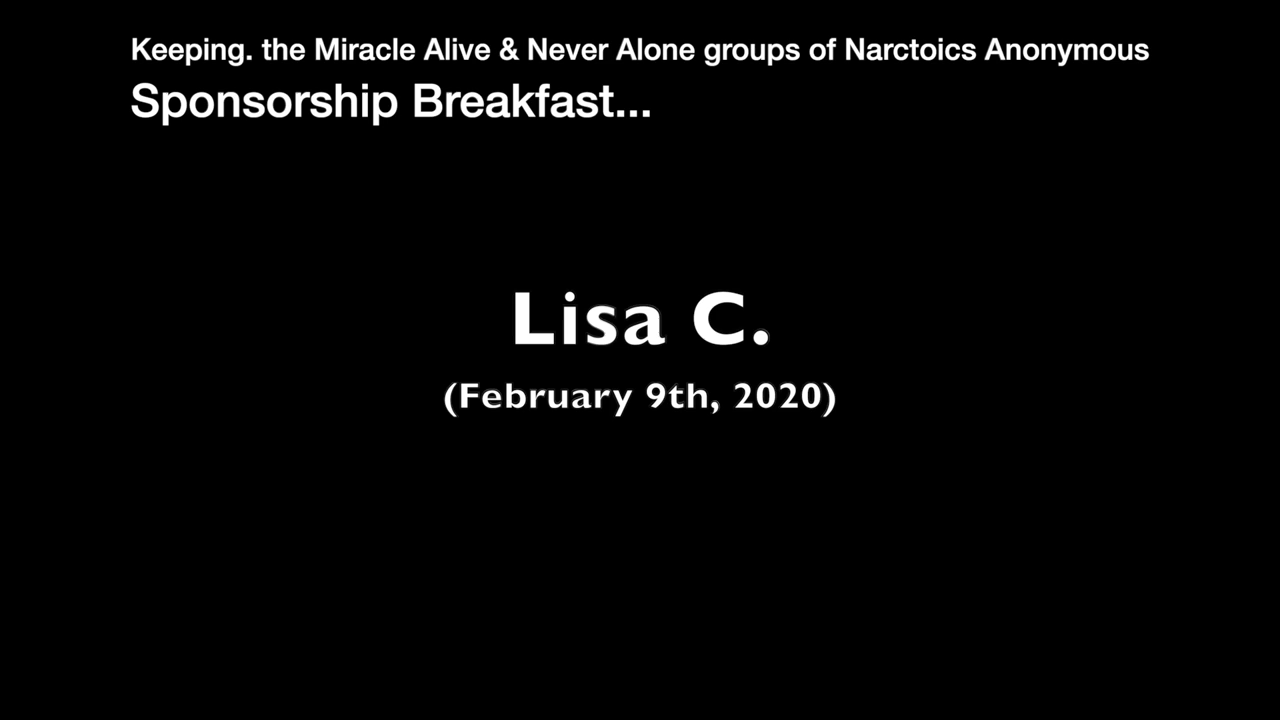 Keeping. the Miracle Alive & Never Alone groups of Narctoics Anonymous
Sponsorship Breakfast...
Lisa C.
(February 9th, 2020)